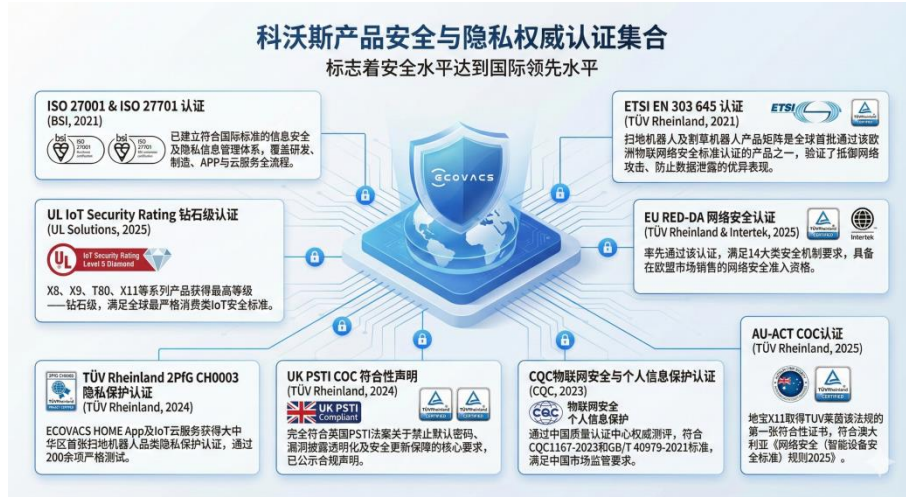 科沃斯产品安全与隐私权威认证集合
标志着安全水平达到国际领先水平
ISO 27001 & ISO 27701 认证
(BSI, 2021)
bsi
ISO
27001
bsi
ISO
27701
已建立符合国际标准的信息安全
及隐私信息管理体系，覆盖研发、
制造、APP与云服务全流程。
UL IoT Security Rating 钻石级认证
(UL Solutions, 2025)
UL
IoT Security Rating
Level 5 Diamond
X8、X9、T80、X11等系列产品获得最高等级
——钻石级，满足全球最严格消费类IoT安全标准。
ECOVACS
ETSI EN 303 645 认证
(TÜV Rheinland, 2021)
ETSI
TÜVRheinland
CERTIFIED
扫地机器人及割草机器人产品矩阵是全球首批通过该欧
洲物联网安全标准认证的产品之一，验证了抵御网络
攻击、防止数据泄露的优异表现。
EU RED-DA 网络安全认证
(TÜV Rheinland & Intertek, 2025)
TÜVRheinland
CERTIFIED
Intertek
率先通过该认证，满足14大类安全机制要求，具备
在欧盟市场销售的网络安全准入资格。
TÜV Rheinland 2PfG CH0003
隐私保护认证
(TÜV Rheinland, 2024)
2PFG CH0003
TÜVRheinland
ECOVACS HOME App及IoT云服务获得大中
华区首张扫地机器人品类隐私保护认证，通过
200余项严格测试。
UK PSTI COC 符合性声明
(TÜV Rheinland, 2024)
UK PSTI
Compliant
TÜVRheinland
CERTIFIED
TÜVRheinland
CERTIFIED
完全符合英国PSTI法案关于禁止默认密码、
漏洞披露透明化及安全更新保障的核心要求，
已公示合规声明。
CQC物联网安全与个人信息保护认证
(CQC, 2023)
CQC
物联网安全
个人信息保护
通过中国质量认证中心权威测评，符合
CQC1167-2023和GB/T 40979-2021标准，
满足中国市场监管要求。
AU-ACT COC认证
(TÜV Rheinland, 2025)
TÜVRheinland
CERTIFIED
地宝X11取得TUV莱茵该法规的
第一张符合性证书，符合澳大
利亚《网络安全（智能设备安
全标准）规则2025》。